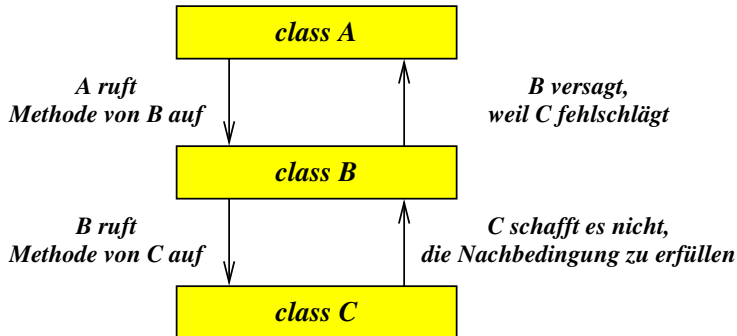 class A
A ruft
Methode von B auf
B versagt,
weil C fehlschlägt
class B
B ruft
Methode von C auf
C schafft es nicht,
die Nachbedingung zu erfüllen
class C